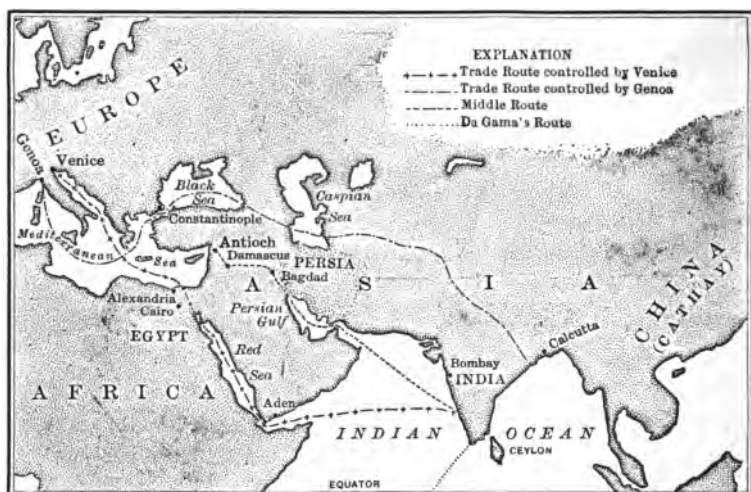 EXPLANATION
Trade Route controlled by Venice
Trade Route controlled by Genoa
Middle Route
Da Gama's Route
EUROPE
Genoa
Venice
Black
Sea
Caspian
Sea
Constantinople
Mediterranean
Sea
Antioch
Damascus
PERSIA
Bagdad
ASIA
CHINA
(CATHAY)
Alexandria
Cairo
Persian
Gulf
EGYPT
Calcutta
Red
Sea
Bombay
INDIA
AFRICA
Aden
INDIAN OCEAN
CEYLON
EQUATOR